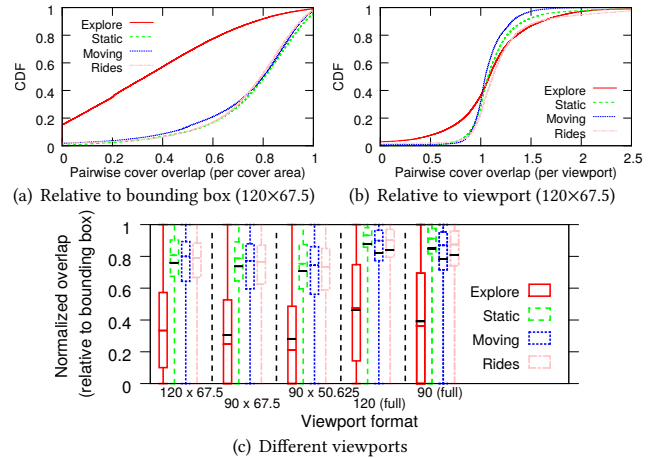 1
0.8
0.6
0.4
0.2
0
CDF
Explore
Static
Moving
Rides
0 0.2 0.4 0.6 0.8 1
Pairwise cover overlap (per cover area)
(a) Relative to bounding box (120×67.5)
1
0.8
0.6
0.4
0.2
0
CDF
Explore
Static
Moving
Rides
0 0.5 1.0 1.5 2.0 2.5
Pairwise cover overlap (per viewport)
(b) Relative to viewport (120×67.5)
Normalized overlap
(relative to bounding box)
1
0.8
0.6
0.4
0.2
0
Explore
Static
Moving
Rides
120 x 67.5
90 x 67.5
90 x 50.625
120 (full)
90 (full)
Viewport format
(c) Different viewports